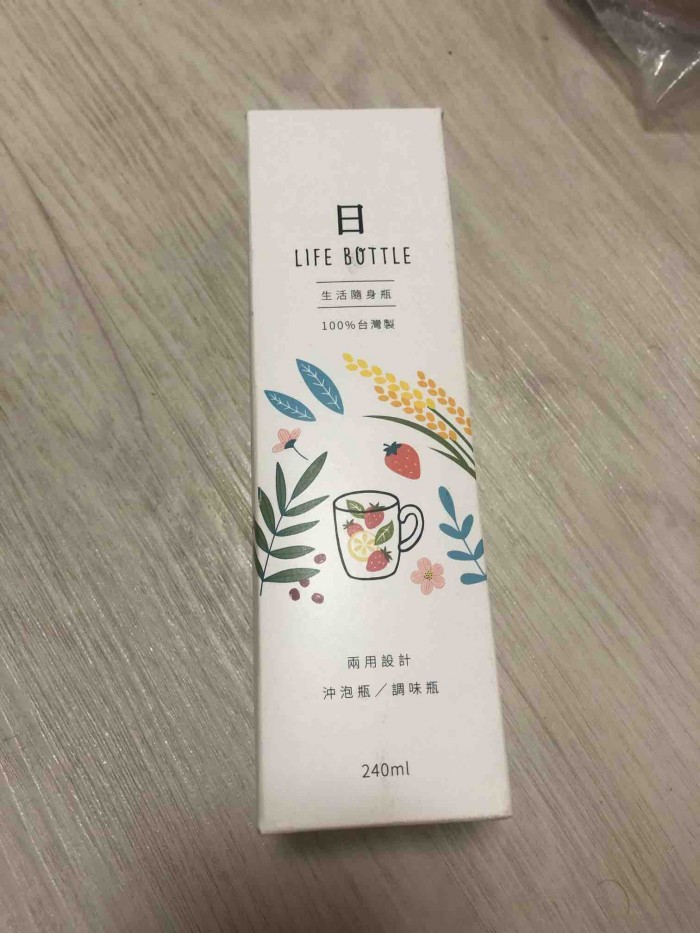 日
LIFE BOTTLE
生活隨身瓶
100%台灣製
兩用設計
沖泡瓶／調味瓶
240ml